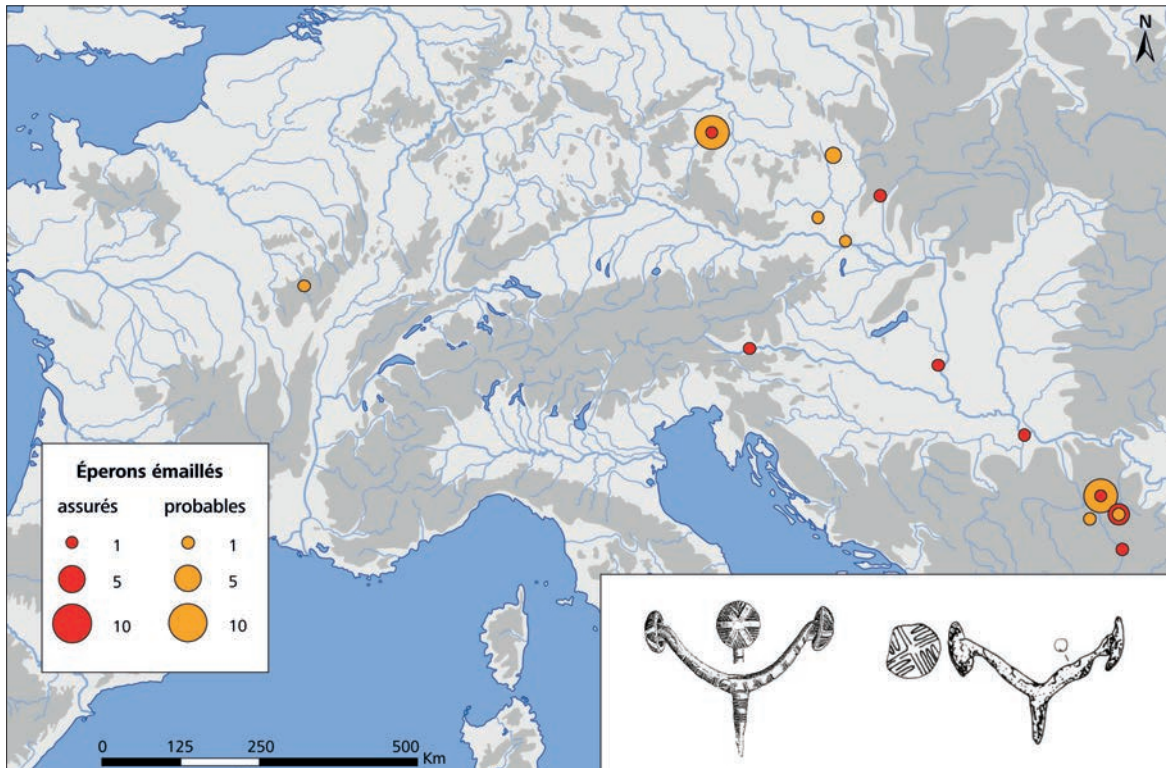 N
Éperons émaillés
assurés probables
1 1
5 5
10 10
0 125 250 500 Km